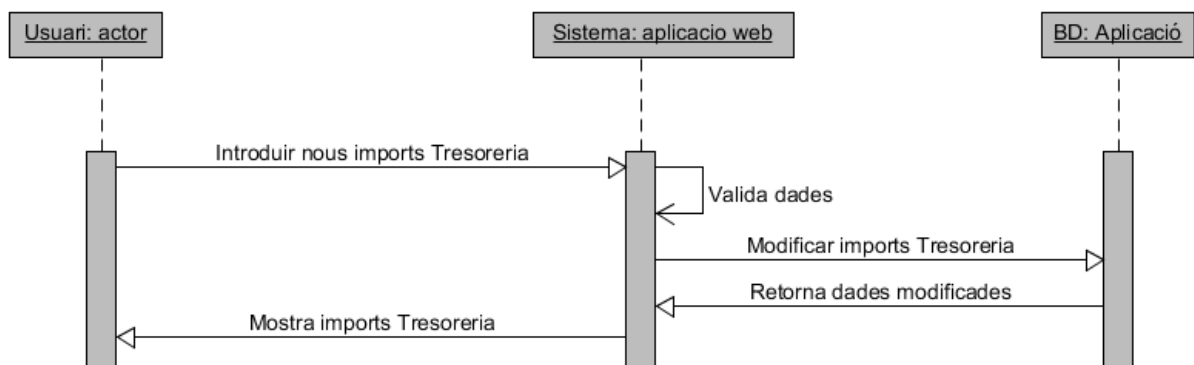 Usuari: actor
Sistema: aplicacio web
BD: Aplicació
Introduir nous imports Tresoreria
Valida dades
Modificar imports Tresoreria
Retorna dades modificades
Mostra imports Tresoreria